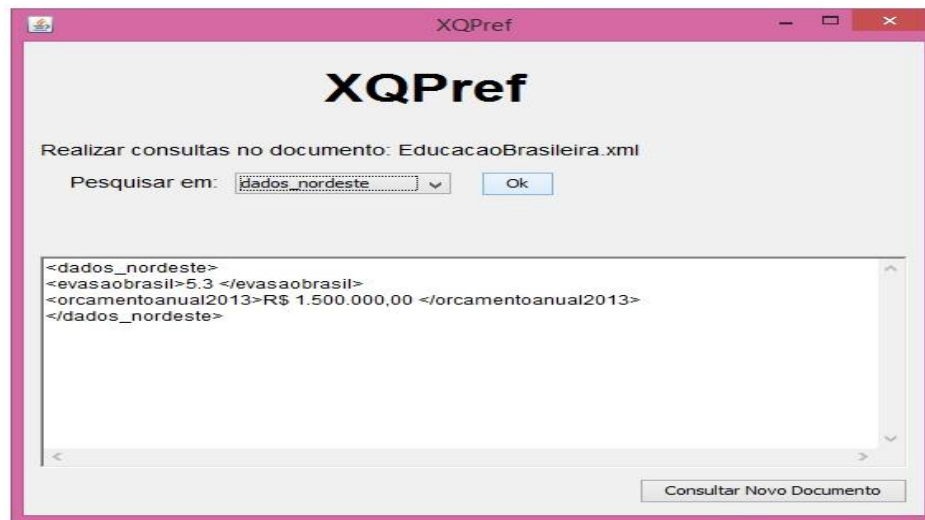 XQPref
XQPref
Realizar consultas no documento: EducacaoBrasileira.xml
Pesquisar em: dados_nordeste Ok
<dados_nordeste>
<evasaobrasil>5.3 </evasaobrasil>
<orcamentoanual2013>R$ 1.500.000,00 </orcamentoanual2013>
</dados_nordeste>
Consultar Novo Documento